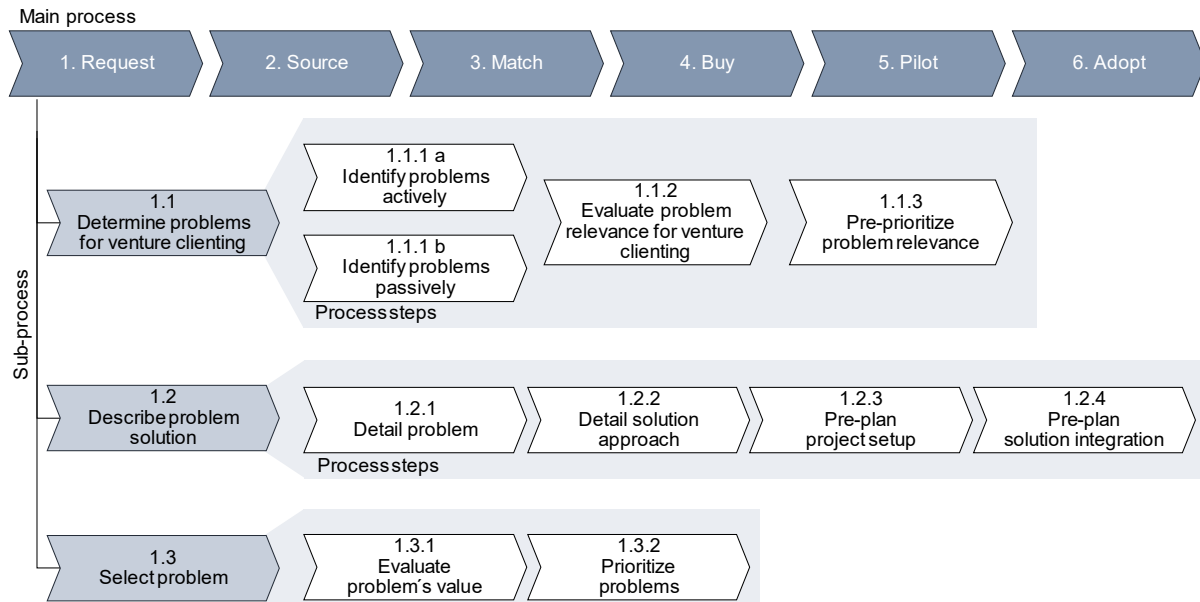 Main process
1. Request
2. Source
3. Match
4. Buy
5. Pilot
6. Adopt
Sub-process
1.1
Determine problems
for venture clienting
1.1.1 a
Identify problems
actively
1.1.1 b
Identify problems
passively
1.1.2
Evaluate problem
relevance for venture
clienting
1.1.3
Pre-prioritize
problem relevance
Process steps
1.2
Describe problem
solution
1.2.1
Detail problem
1.2.2
Detail solution
approach
1.2.3
Pre-plan
project setup
1.2.4
Pre-plan
solution integration
Process steps
1.3
Select problem
1.3.1
Evaluate
problem´s value
1.3.2
Prioritize
problems